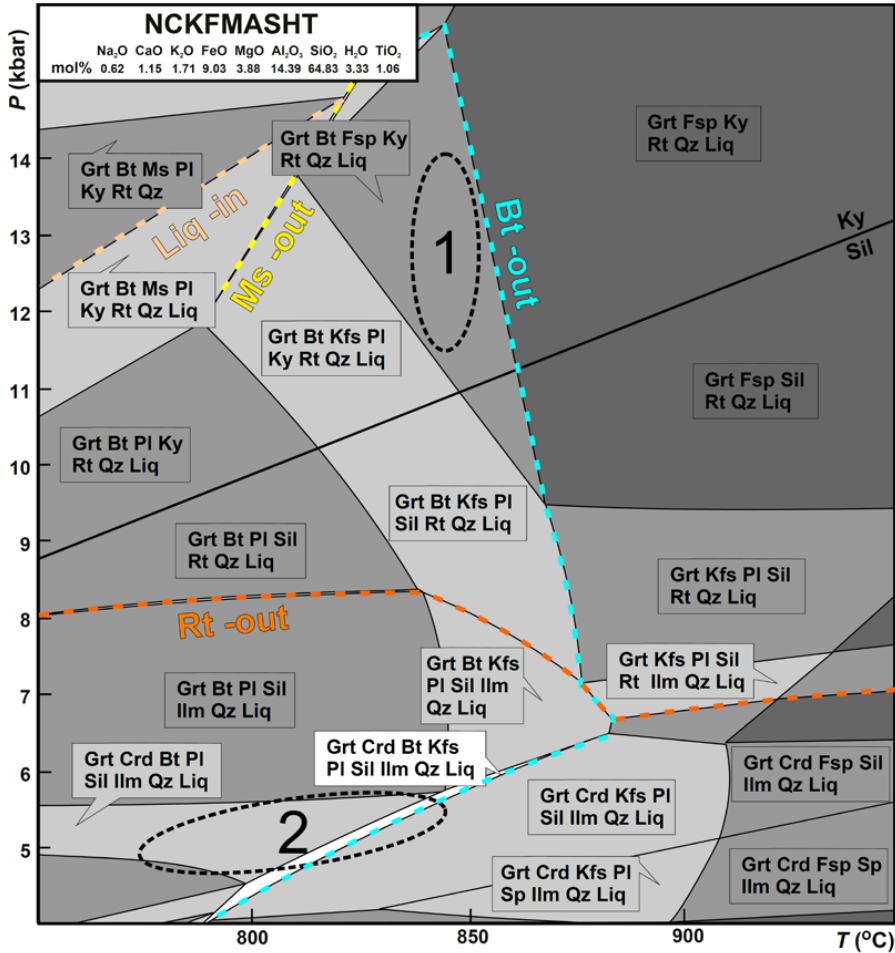 NCKFMASHT
Na₂O CaO K₂O FeO MgO Al₂O₃ SiO₂ H₂O TiO₂
mol% 0.62 1.15 1.71 9.03 3.88 14.39 64.83 3.33 1.06
P (kbar)
14
13
12
11
10
9
8
7
6
5
Grt Bt Ms Pl
Ky Rt Qz
Grt Bt Fsp Ky
Rt Qz Liq
Grt Fsp Ky
Rt Qz Liq
Liq -in
Ms -out
Bt -out
1
Ky
Sil
Grt Bt Ms Pl
Ky Rt Qz Liq
Grt Bt Kfs Pl
Ky Rt Qz Liq
Grt Fsp Sil
Rt Qz Liq
Grt Bt Pl Ky
Rt Qz Liq
Grt Bt Kfs Pl
Sil Rt Qz Liq
Grt Bt Pl Sil
Rt Qz Liq
Grt Kfs Pl Sil
Rt Qz Liq
Rt -out
Grt Bt Kfs
Pl Sil Ilm
Qz Liq
Grt Kfs Pl Sil
Rt Ilm Qz Liq
Grt Bt Pl Sil
Ilm Qz Liq
Grt Crd Bt Pl
Sil Ilm Qz Liq
Grt Crd Bt Kfs
Pl Sil Ilm Qz Liq
Grt Crd Fsp Sil
Ilm Qz Liq
Grt Crd Kfs Pl
Sil Ilm Qz Liq
2
Grt Crd Kfs Pl
Sp Ilm Qz Liq
Grt Crd Fsp Sp
Ilm Qz Liq
800
850
900
T (°C)